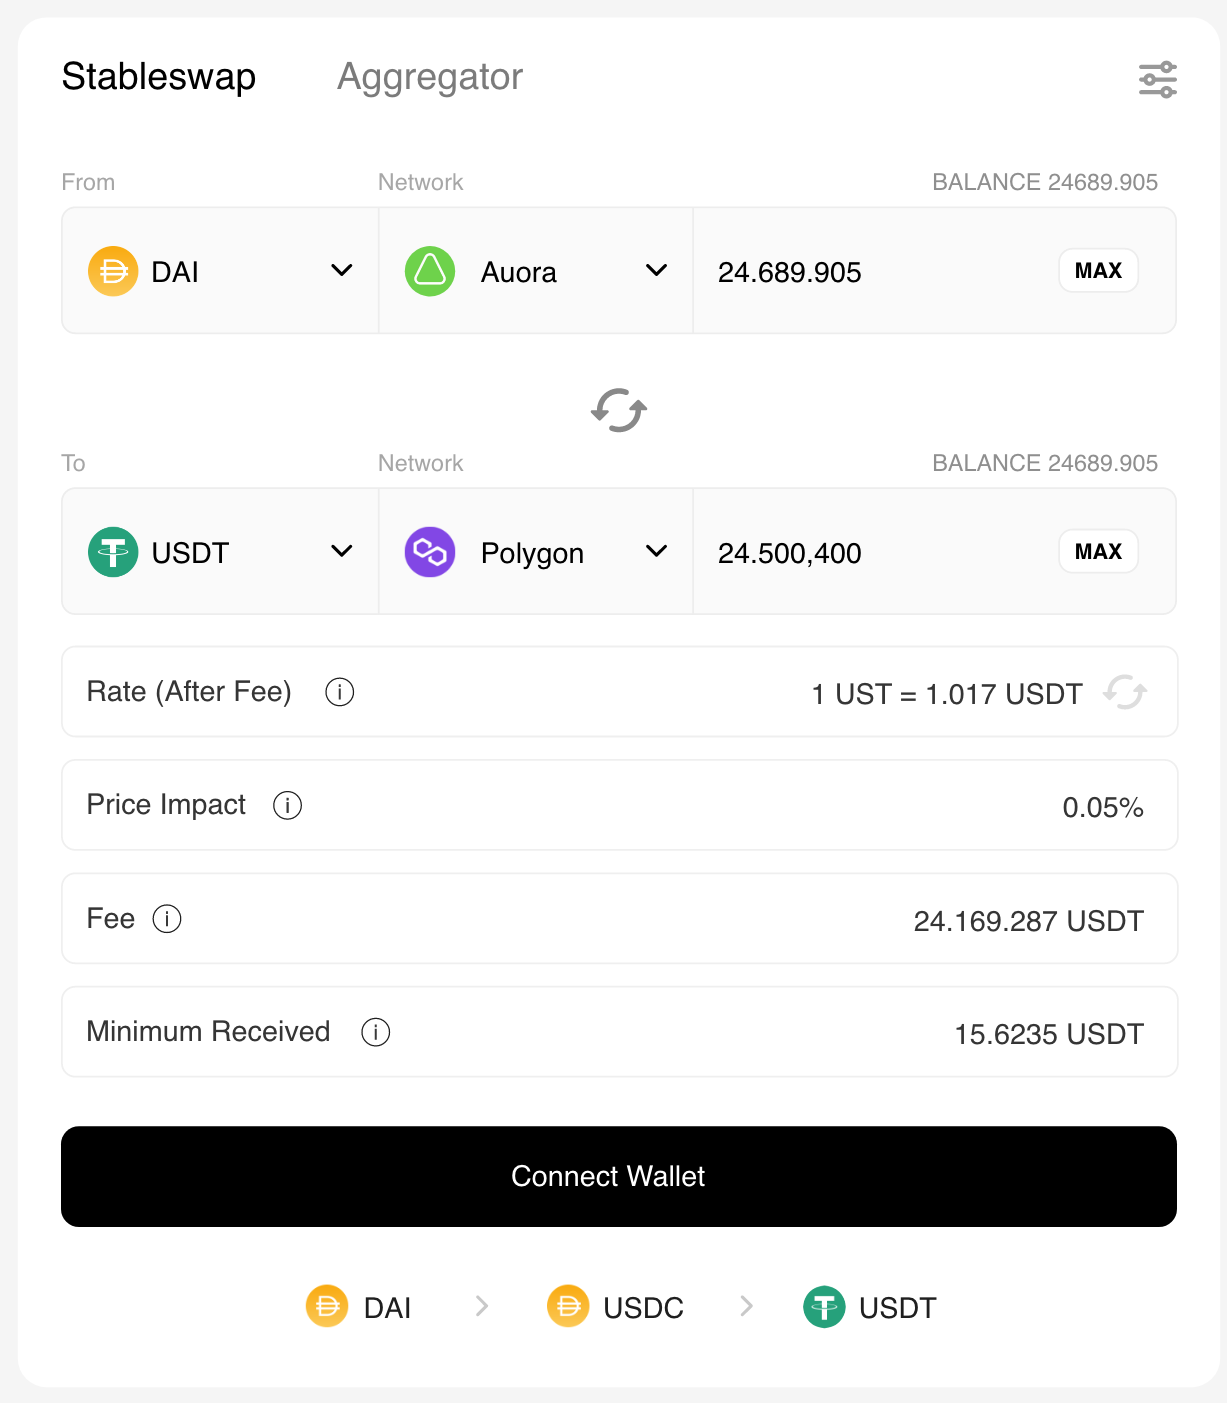 Stableswap Aggregator
From Network BALANCE 24689.905
DAI Auora 24.689.905 MAX
To Network BALANCE 24689.905
USDT Polygon 24.500,400 MAX
Rate (After Fee) i 1 UST = 1.017 USDT
Price Impact i 0.05%
Fee i 24.169.287 USDT
Minimum Received i 15.6235 USDT
Connect Wallet
DAI > USDC > USDT